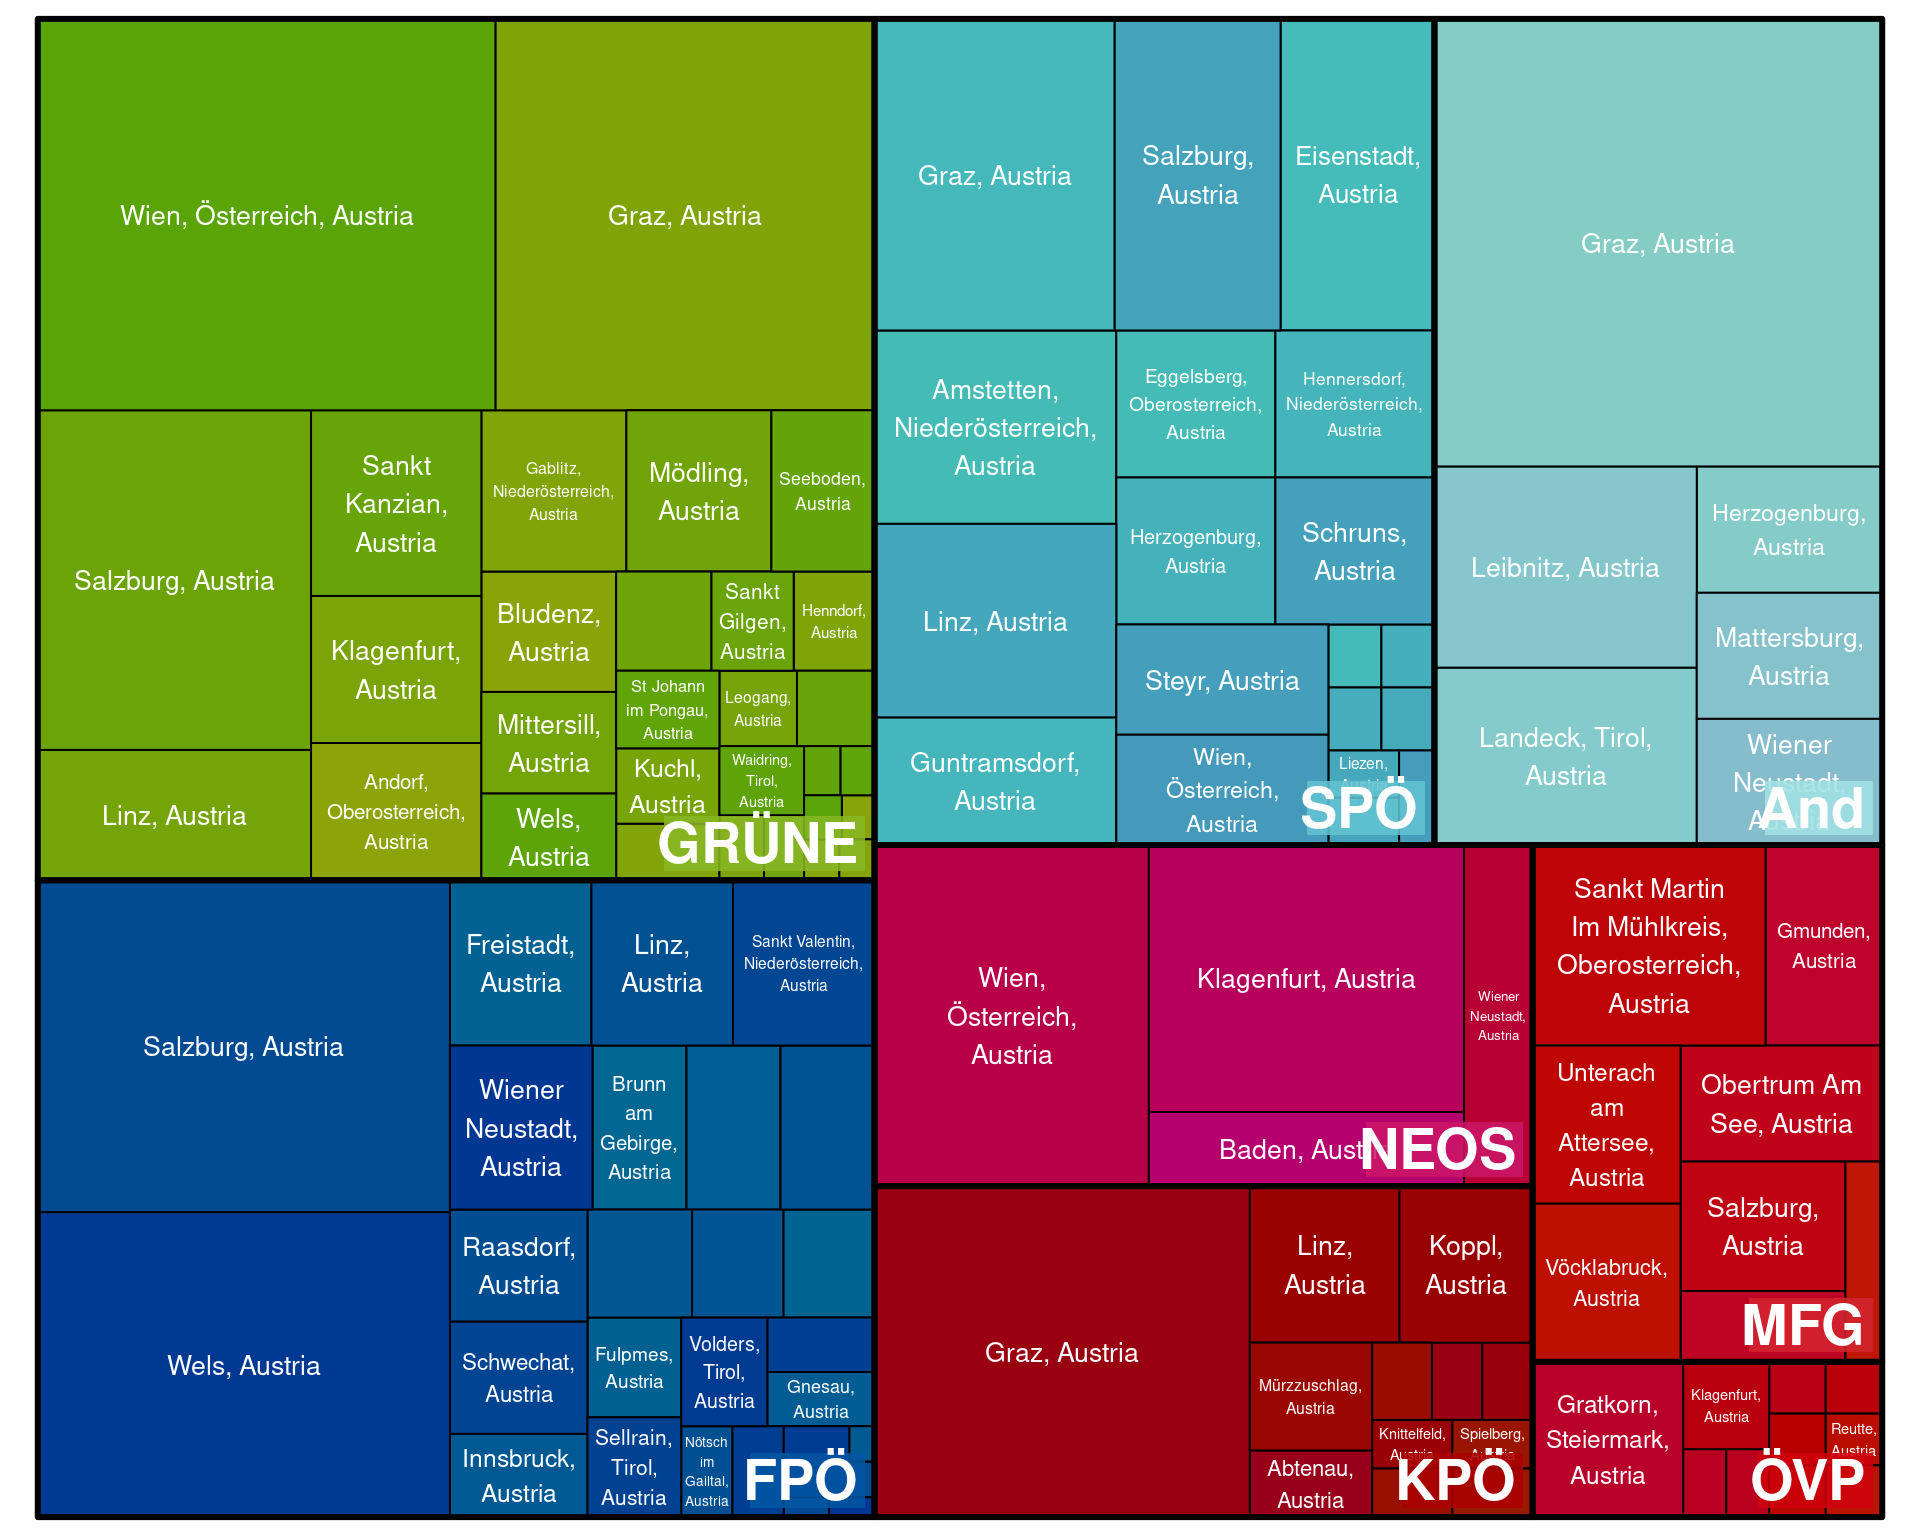 Wien, Österreich, Austria
Graz, Austria
Salzburg, Austria
Sankt
Kanzian,
Austria
Gablitz,
Niederösterreich,
Austria
Mödling,
Austria
Seeboden,
Austria
Klagenfurt,
Austria
Bludenz,
Austria
Sankt
Gilgen,
Austria
Henndorf,
Austria
St Johann
im Pongau,
Austria
Leogang,
Austria
Mittersill,
Austria
Linz, Austria
Andorf,
Oberosterreich,
Austria
Wels,
Austria
Kuchl,
Austria
Waidring,
Tirol,
Austria
GRÜNE
Graz, Austria
Salzburg,
Austria
Eisenstadt,
Austria
Amstetten,
Niederösterreich,
Austria
Eggelsberg,
Oberosterreich,
Austria
Hennersdorf,
Niederösterreich,
Austria
Herzogenburg,
Austria
Schruns,
Austria
Linz, Austria
Steyr, Austria
Guntramsdorf,
Austria
Wien,
Österreich,
Austria
Liezen,
Austria
SPÖ
Graz, Austria
Leibnitz, Austria
Herzogenburg,
Austria
Mattersburg,
Austria
Landeck, Tirol,
Austria
Wiener
Neustadt,
Austria
And
Salzburg, Austria
Freistadt,
Austria
Linz,
Austria
Sankt Valentin,
Niederösterreich,
Austria
Wiener
Neustadt,
Austria
Brunn
am
Gebirge,
Austria
Wels, Austria
Raasdorf,
Austria
Schwechat,
Austria
Fulpmes,
Austria
Volders,
Tirol,
Austria
Gnesau,
Austria
Innsbruck,
Austria
Sellrain,
Tirol,
Austria
Nötsch
im
Gailtal,
Austria
FPÖ
Wien,
Österreich,
Austria
Klagenfurt, Austria
Wiener
Neustadt,
Austria
Baden, Austria
NEOS
Graz, Austria
Linz,
Austria
Koppl,
Austria
Mürzzuschlag,
Austria
Knittelfeld,
Austria
Spielberg,
Austria
Abtenau,
Austria
KPÖ
Sankt Martin
Im Mühlkreis,
Oberosterreich,
Austria
Gmunden,
Austria
Unterach
am
Attersee,
Austria
Obertrum Am
See, Austria
Salzburg,
Austria
Vöcklabruck,
Austria
MFG
Gratkorn,
Steiermark,
Austria
Klagenfurt,
Austria
Reutte,
Austria
ÖVP